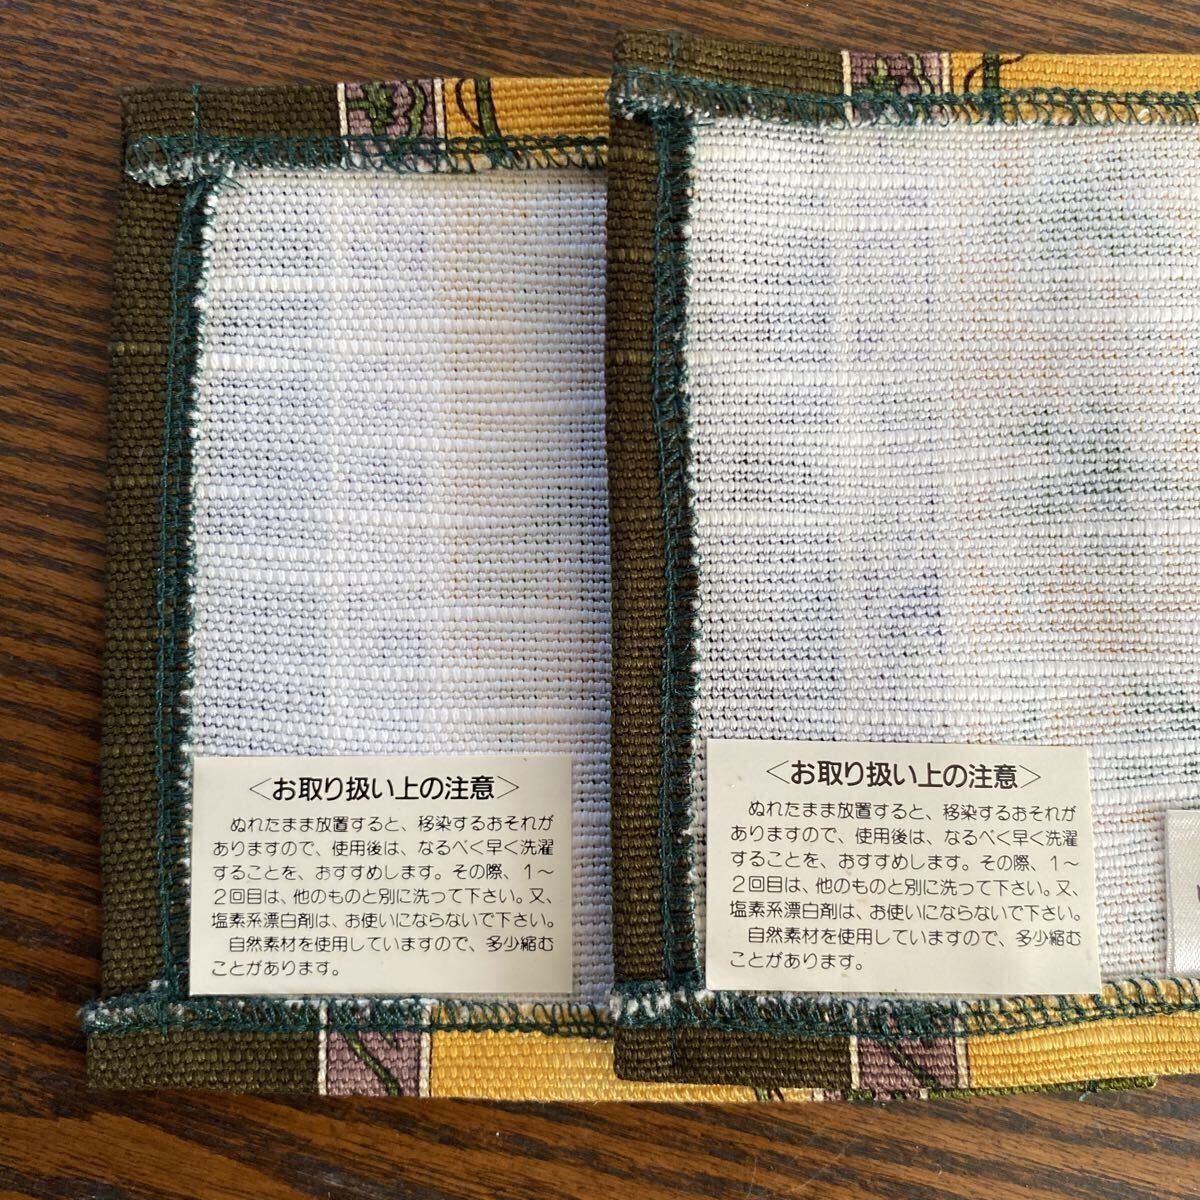 <お取り扱い上の注意>
ぬれたまま放置すると、移染するおそれが
ありますので、使用後は、なるべく早く洗濯
することを、おすすめします。その際、1〜
2回目は、他のものと別に洗って下さい。又、
塩素系漂白剤は、お使いにならないで下さい。
自然素材を使用していますので、多少縮む
ことがあります。
<お取り扱い上の注意>
ぬれたまま放置すると、移染するおそれが
ありますので、使用後は、なるべく早く洗濯
することを、おすすめします。その際、1〜
2回目は、他のものと別に洗って下さい。又、
塩素系漂白剤は、お使いにならないで下さい。
自然素材を使用していますので、多少縮む
ことがあります。